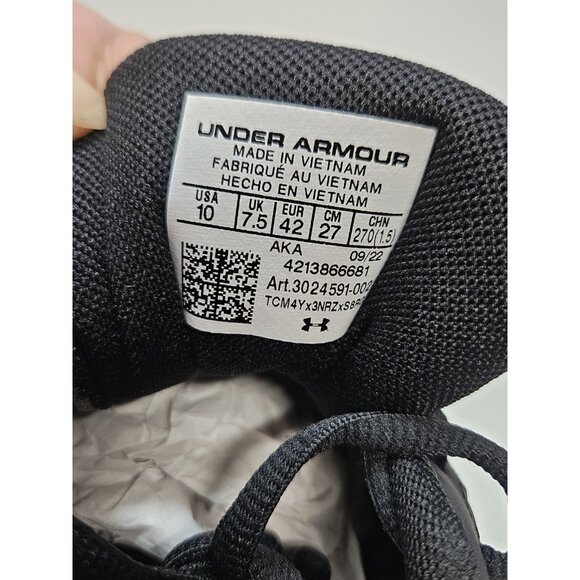 UNDER ARMOUR
MADE IN VIETNAM
FABRIQUÉ AU VIETNAM
HECHO EN VIETNAM
USA UK EUR CM CHN
10 7.5 42 27 270(1.5)
AKA 09/22
4213866681
Art.3024591-002